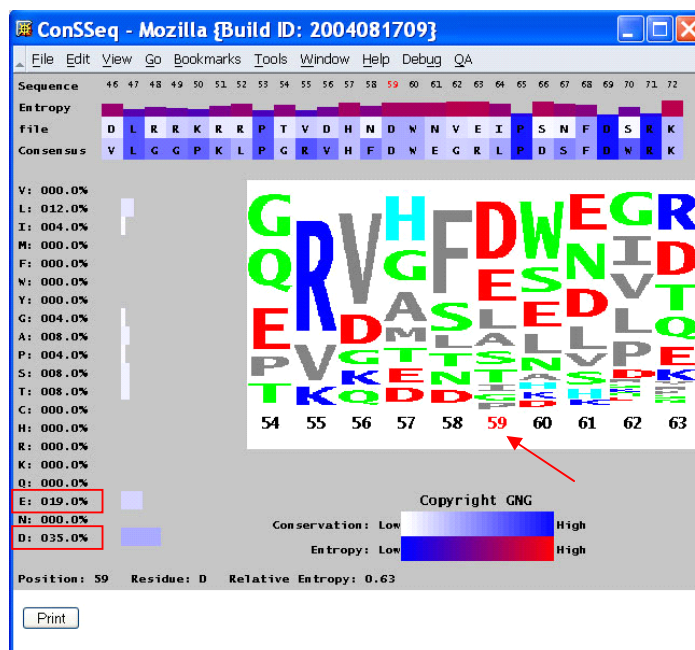 ConSSeq - Mozilla {Build ID: 2004081709}
File Edit View Go Bookmarks Tools Window Help Debug QA
Sequence 46 47 48 49 50 51 52 53 54 55 56 57 58 59 60 61 62 63 64 65 66 67 68 69 70 71 72
Entropy
file D L R R K R R P T V D H N D W N V E I P S N F D S R K
Consensus V L G G P K L P G R V H F D W E G R L P D S F D W R K
V: 000.0%
L: 012.0%
I: 004.0%
M: 000.0%
F: 000.0%
W: 000.0%
Y: 000.0%
G: 004.0%
A: 008.0%
P: 004.0%
S: 008.0%
T: 008.0%
C: 000.0%
H: 000.0%
R: 000.0%
K: 000.0%
Q: 000.0%
E: 019.0%
N: 000.0%
D: 035.0%
G R V H F D W E G R
Q V D G S E S N I D
E K G A L L E D V T
P K M A A L L L Q
T Q T T S N V P E
E N T A S D K
D D I H H
G K K
P D
54 55 56 57 58 59 60 61 62 63
Copyright GNG
Conservation: Low High
Entropy: Low High
Position: 59 Residue: D Relative Entropy: 0.63
Print